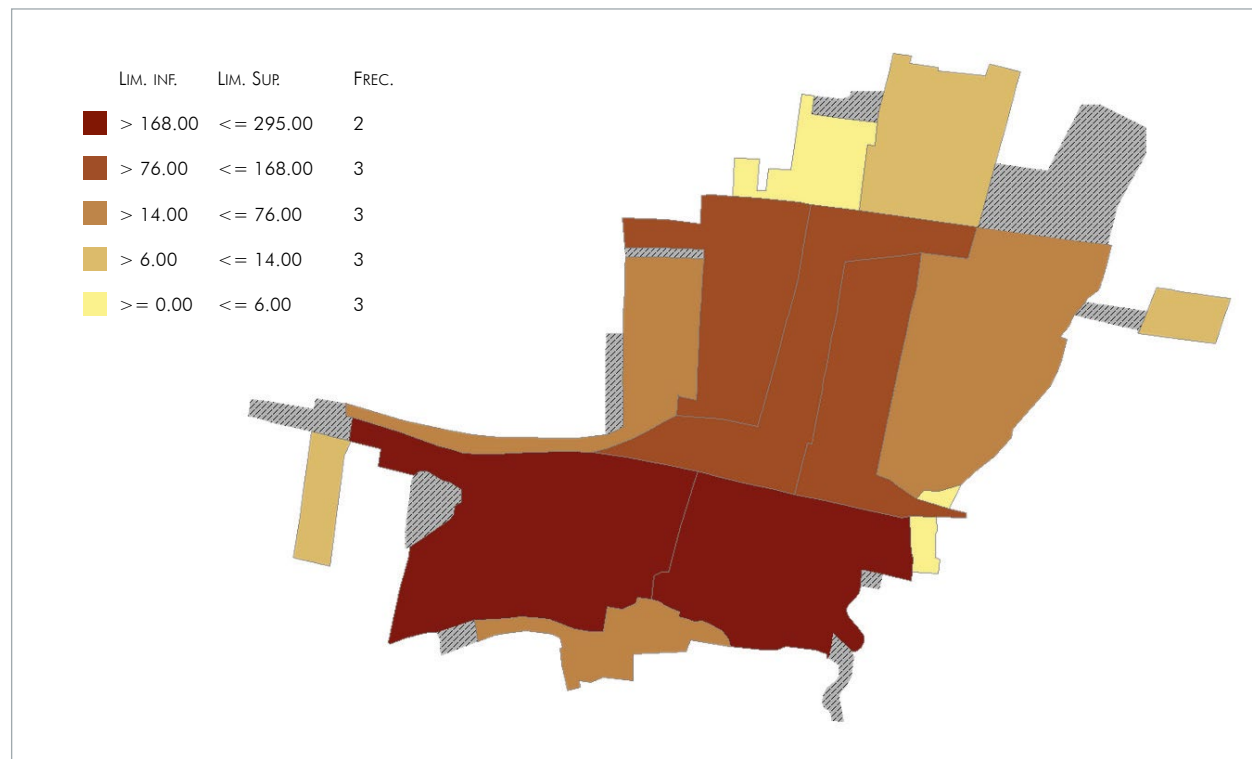 LIM. INF. LIM. SUP. FREC.
> 168.00 <= 295.00 2
> 76.00 <= 168.00 3
> 14.00 <= 76.00 3
> 6.00 <= 14.00 3
>= 0.00 <= 6.00 3